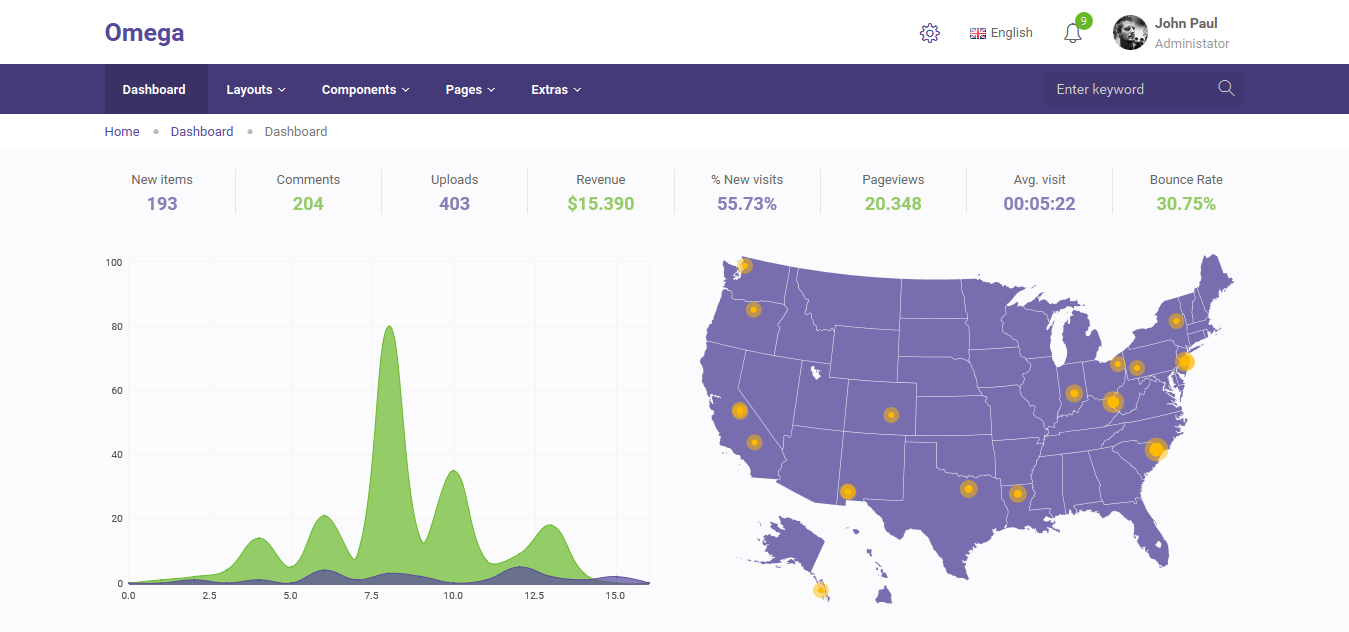 Omega
English
9
John Paul
Administator
Dashboard
Layouts
Components
Pages
Extras
Enter keyword
Home
Dashboard
Dashboard
New items
193
Comments
204
Uploads
403
Revenue
$15.390
% New visits
55.73%
Pageviews
20.348
Avg. visit
00:05:22
Bounce Rate
30.75%
100
80
60
40
20
0
0.0
2.5
5.0
7.5
10.0
12.5
15.0